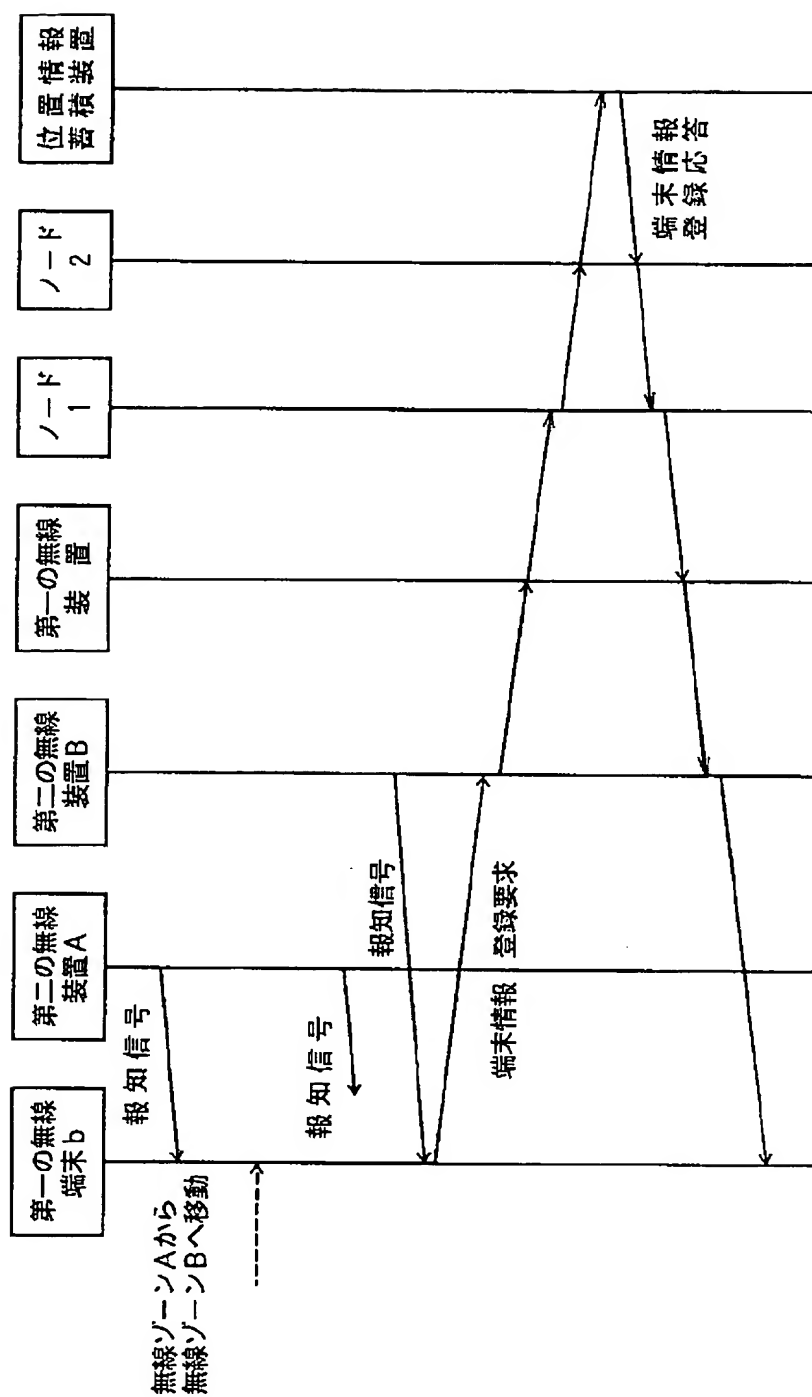 第一の無線
端末b
第二の無線
装置A
第二の無線
装置B
第一の無線
装 置
ノード
1
ノード
2
位置情報
蓄積装置
報知信号
無線ゾーンAから
無線ゾーンBへ移動
報知信号
報知信号
端末情報 登録要求
端末情報
登録応答